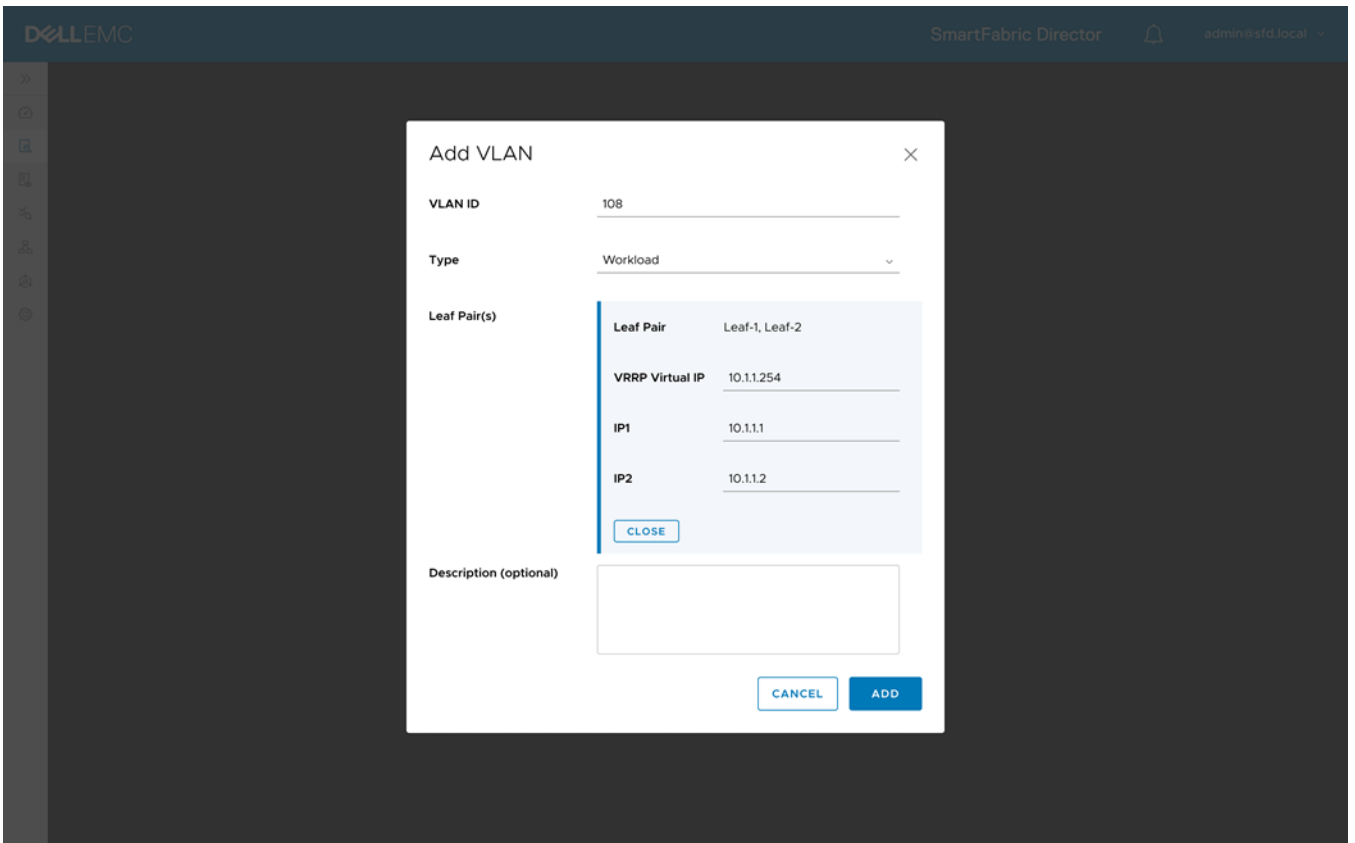 DELLEMC SmartFabric Director admin@sfd.local
Add VLAN
VLAN ID 108
Type Workload
Leaf Pair(s)
Leaf Pair Leaf-1, Leaf-2
VRRP Virtual IP 10.1.1.254
IP1 10.1.1.1
IP2 10.1.1.2
CLOSE
Description (optional)
CANCEL ADD